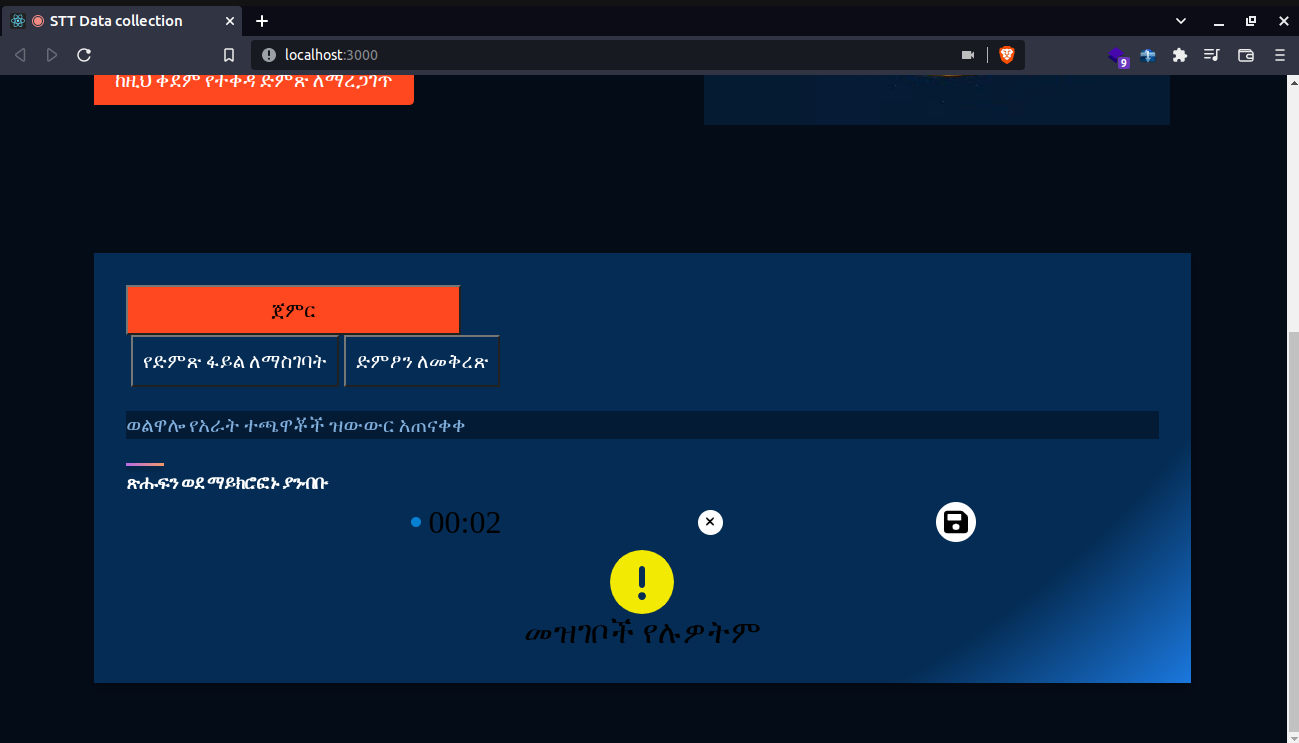 STT Data collection
localhost:3000
9
ከዚህ ቀደም የተቀዳ ድምጽ ለማረጋገጥ
ጀምር
የድምጽ ፋይል ለማስገባት
ድምፆን ለመቅረጽ
ወልዋሎ የአራት ተጫዋቾች ዝውውር አጠናቀቀ
ጽሑፍን ወደ ማይክሮፎኑ ያንብቡ
00:02
መዝገቦች የሉዎትም